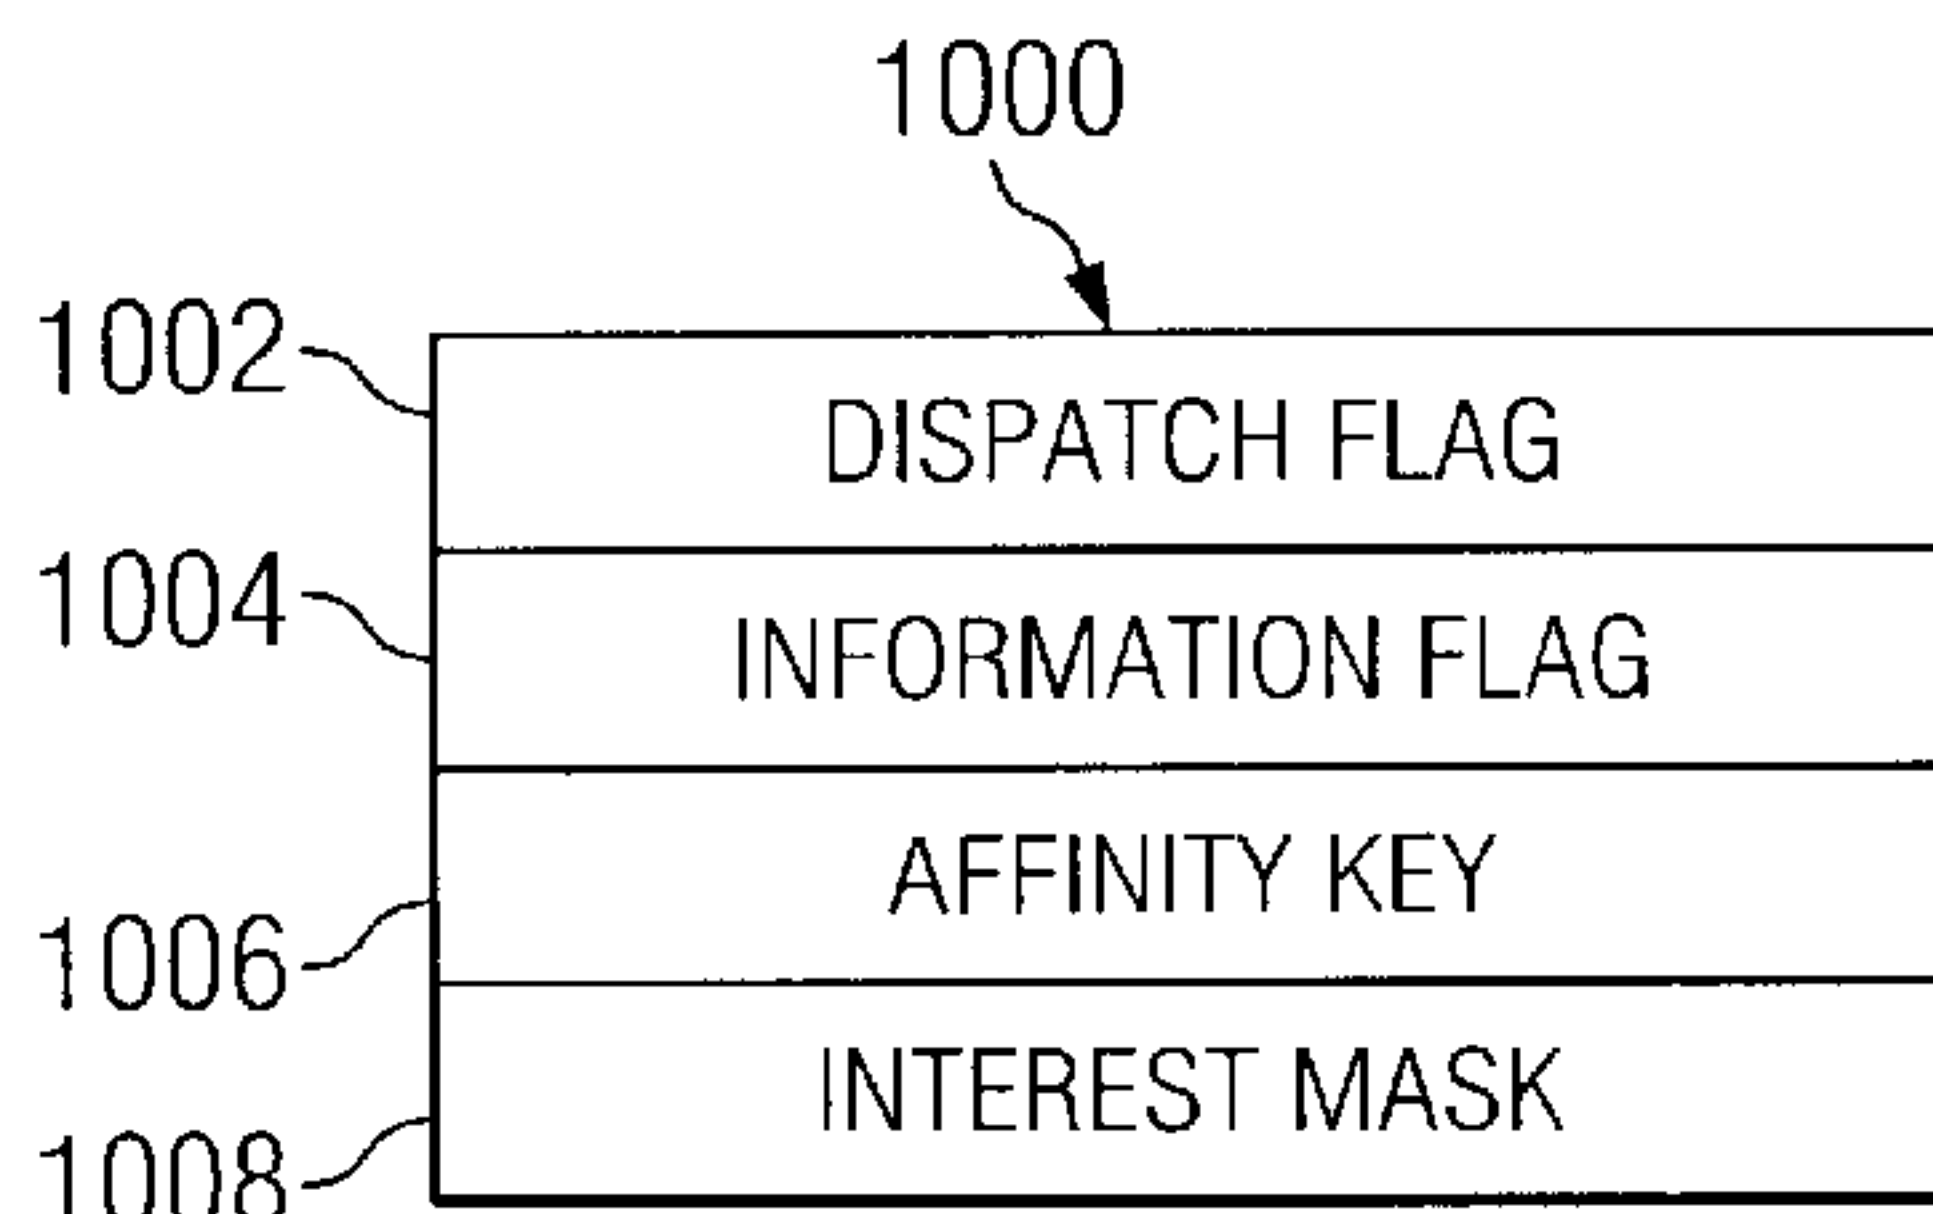 1000
1002
DISPATCH FLAG
1004
INFORMATION FLAG
AFFINITY KEY
1006
INTEREST MASK
1008